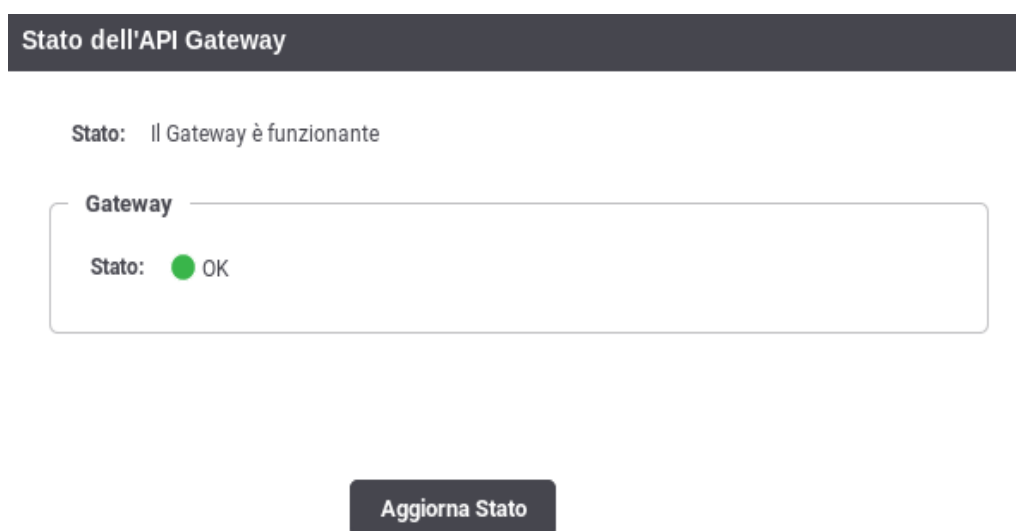 Stato dell'API Gateway
Stato: Il Gateway è funzionante
Gateway
Stato: OK
Aggiorna Stato